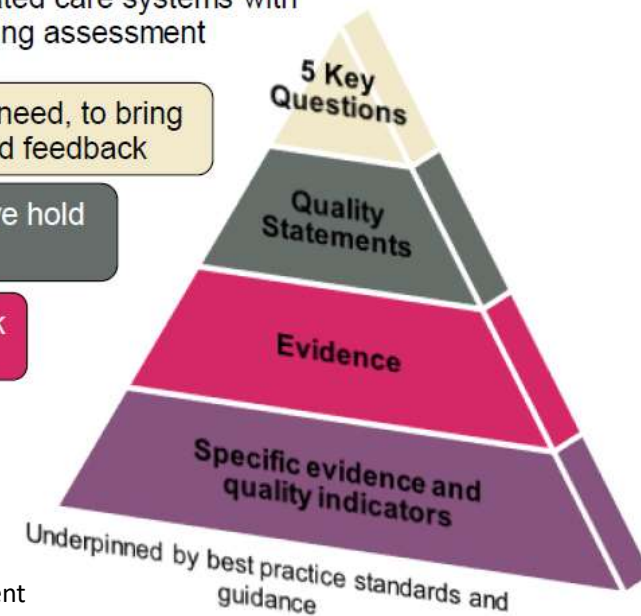 ated care systems with
ing assessment
need, to bring
d feedback
e hold
5 Key
Questions
Quality
Statements
Evidence
Specific evidence and
quality indicators
Underpinned by best practice standards and
guidance
ent